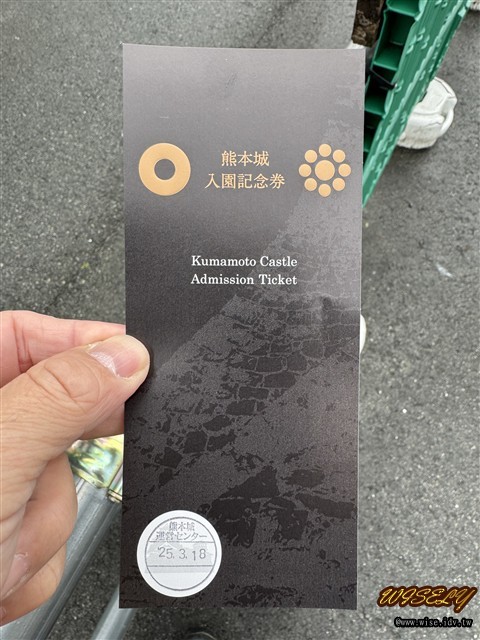 熊本城
入園記念券
Kumamoto Castle
Admission Ticket
熊本城
運営センター
'25.3.18
WISELY
©www.wise.idv.tw